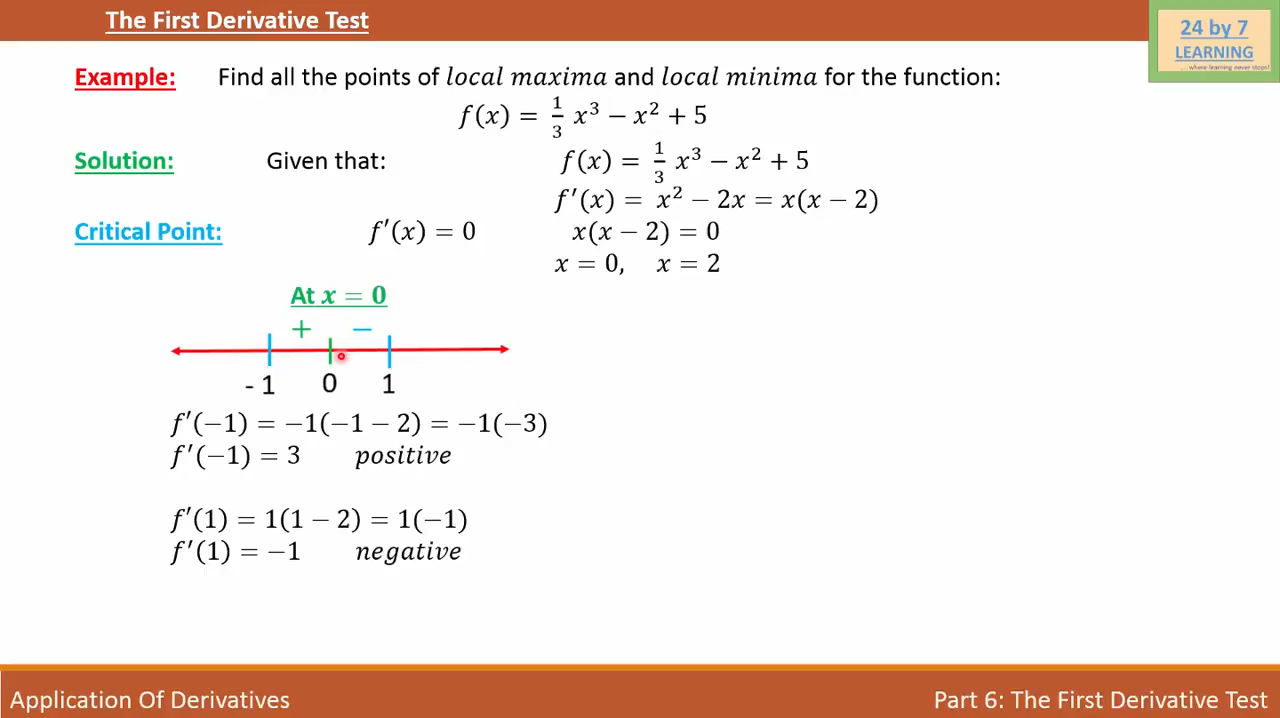 The First Derivative Test
24 by 7
LEARNING
...where learning never stops!
Example: Find all the points of local maxima and local minima for the function:
f(x) = 1/3 x³ − x² + 5
Solution: Given that: f(x) = 1/3 x³ − x² + 5
f′(x) = x² − 2x = x(x − 2)
Critical Point: f′(x) = 0 x(x − 2) = 0
x = 0, x = 2
At x = 0
+ −
- 1 0 1
f′(−1) = −1(−1 − 2) = −1(−3)
f′(−1) = 3 positive
f′(1) = 1(1 − 2) = 1(−1)
f′(1) = −1 negative
Application Of Derivatives
Part 6: The First Derivative Test